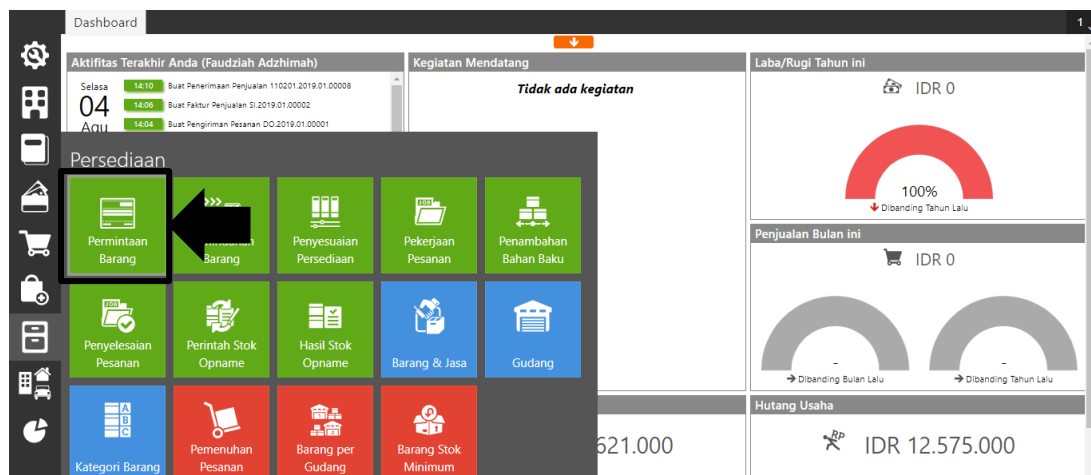 Dashboard
1
Aktifitas Terakhir Anda (Faudziah Adzhimah)
Selasa
04
Agu
14:10 Buat Penerimaan Penjualan 110201.2019.01.00008
14:06 Buat Faktur Penjualan SI.2019.01.00002
14:04 Buat Pengiriman Pesanan DO.2019.01.00001
Kegiatan Mendatang
Tidak ada kegiatan
Laba/Rugi Tahun ini
IDR 0
100%
Dibanding Tahun Lalu
Penjualan Bulan ini
IDR 0
-
Dibanding Bulan Lalu
-
Dibanding Tahun Lalu
Hutang Usaha
RP
IDR 12.575.000
621.000
Persediaan
Permintaan
Barang
Barang
Penyesuaian
Persediaan
JOB
Pekerjaan
Pesanan
Penambahan
Bahan Baku
JOB
Penyelesaian
Pesanan
Perintah Stok
Opname
Hasil Stok
Opname
Barang & Jasa
Gudang
A
B
C
Kategori Barang
Pemenuhan
Pesanan
Barang per
Gudang
Barang Stok
Minimum